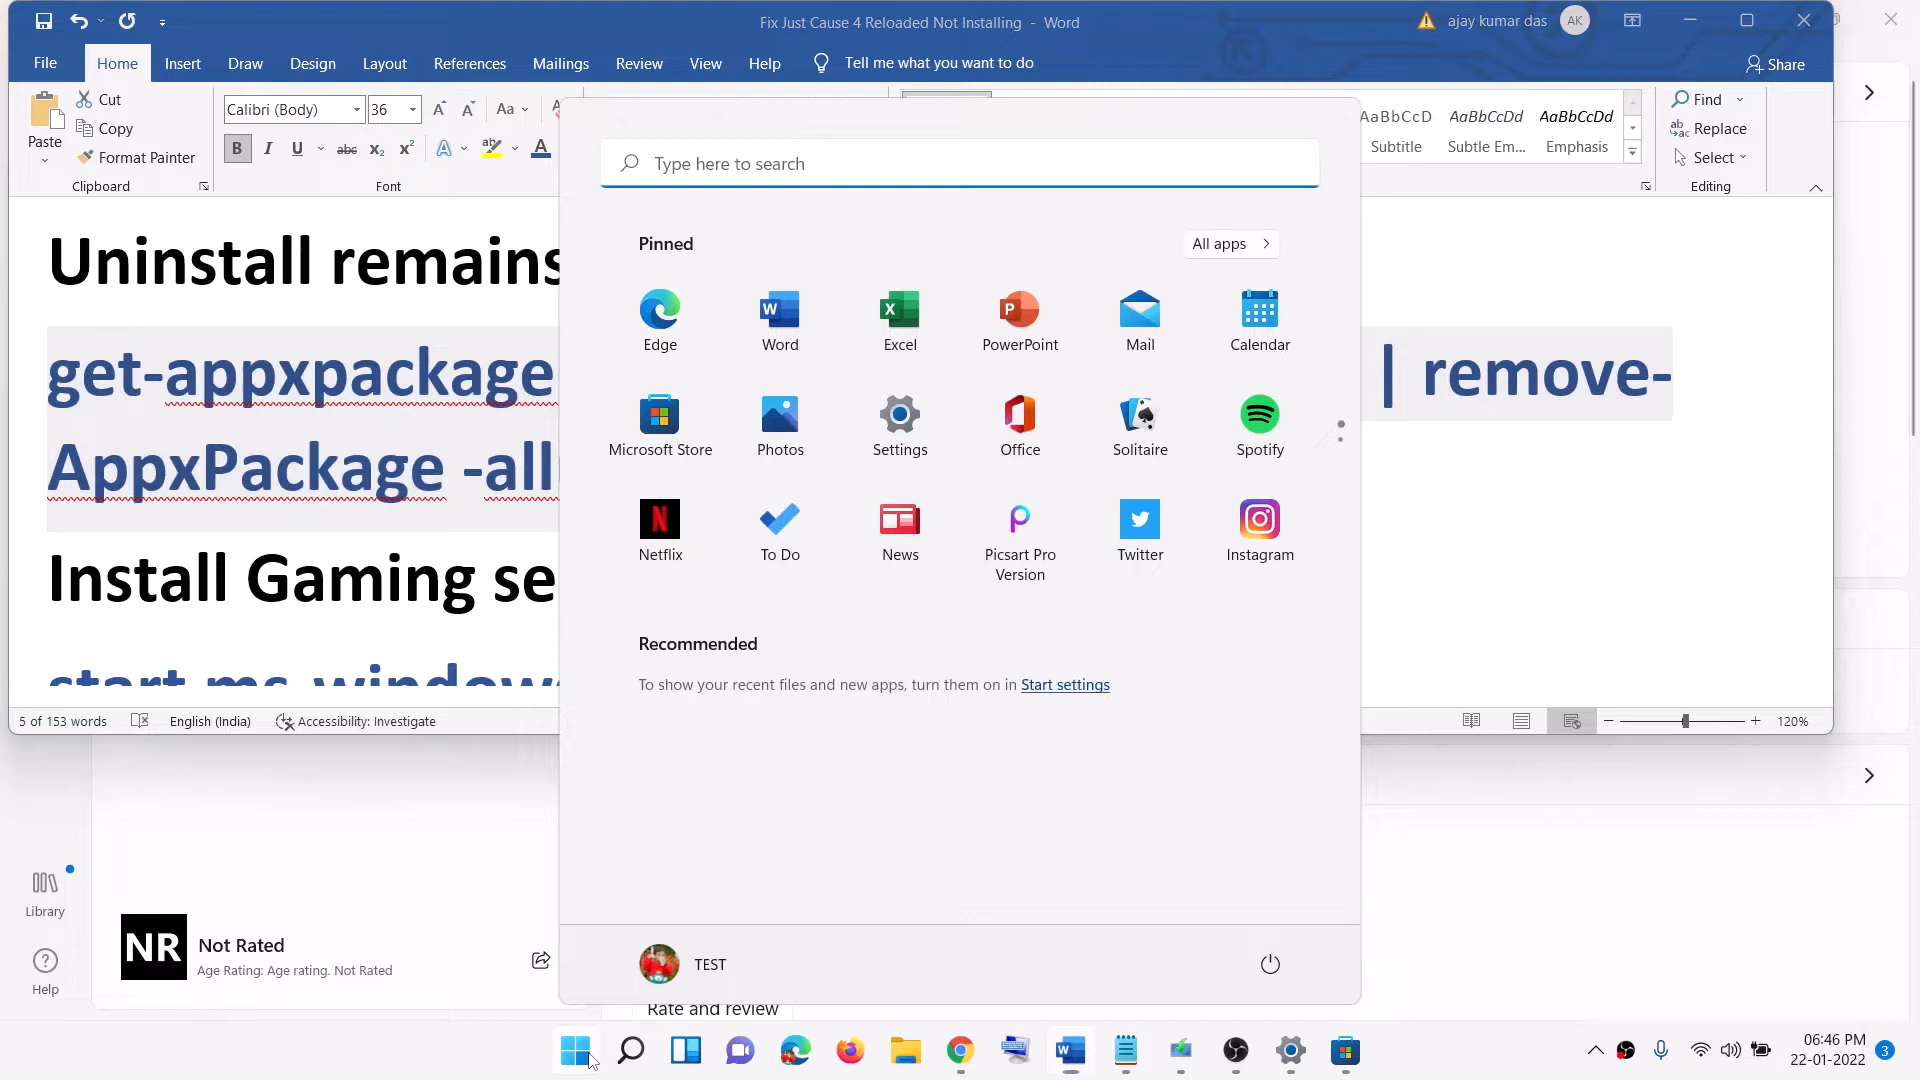 Fix Just Cause 4 Reloaded Not Installing - Word
ajay kumar das
AK
File
Home
Insert
Draw
Design
Layout
References
Mailings
Review
View
Help
Tell me what you want to do
Share
Paste
Cut
Copy
Format Painter
Clipboard
Calibri (Body)
36
Aa
B I U abc x₂ x² A A
Font
AaBbCcD
Subtitle
AaBbCcDd
Subtle Em...
AaBbCcDd
Emphasis
Find
Replace
Select
Editing
Uninstall remains
get-appxpackage
| remove-
AppxPackage -all
Install Gaming se
Type here to search
Pinned
All apps
Edge
Word
Excel
PowerPoint
Mail
Calendar
Microsoft Store
Photos
Settings
Office
Solitaire
Spotify
Netflix
To Do
News
Picsart Pro
Version
Twitter
Instagram
Recommended
To show your recent files and new apps, turn them on in Start settings
TEST
5 of 153 words
English (India)
Accessibility: Investigate
120%
Library
Help
NR
Not Rated
Age Rating: Age rating. Not Rated
Rate and review
06:46 PM
22-01-2022
3